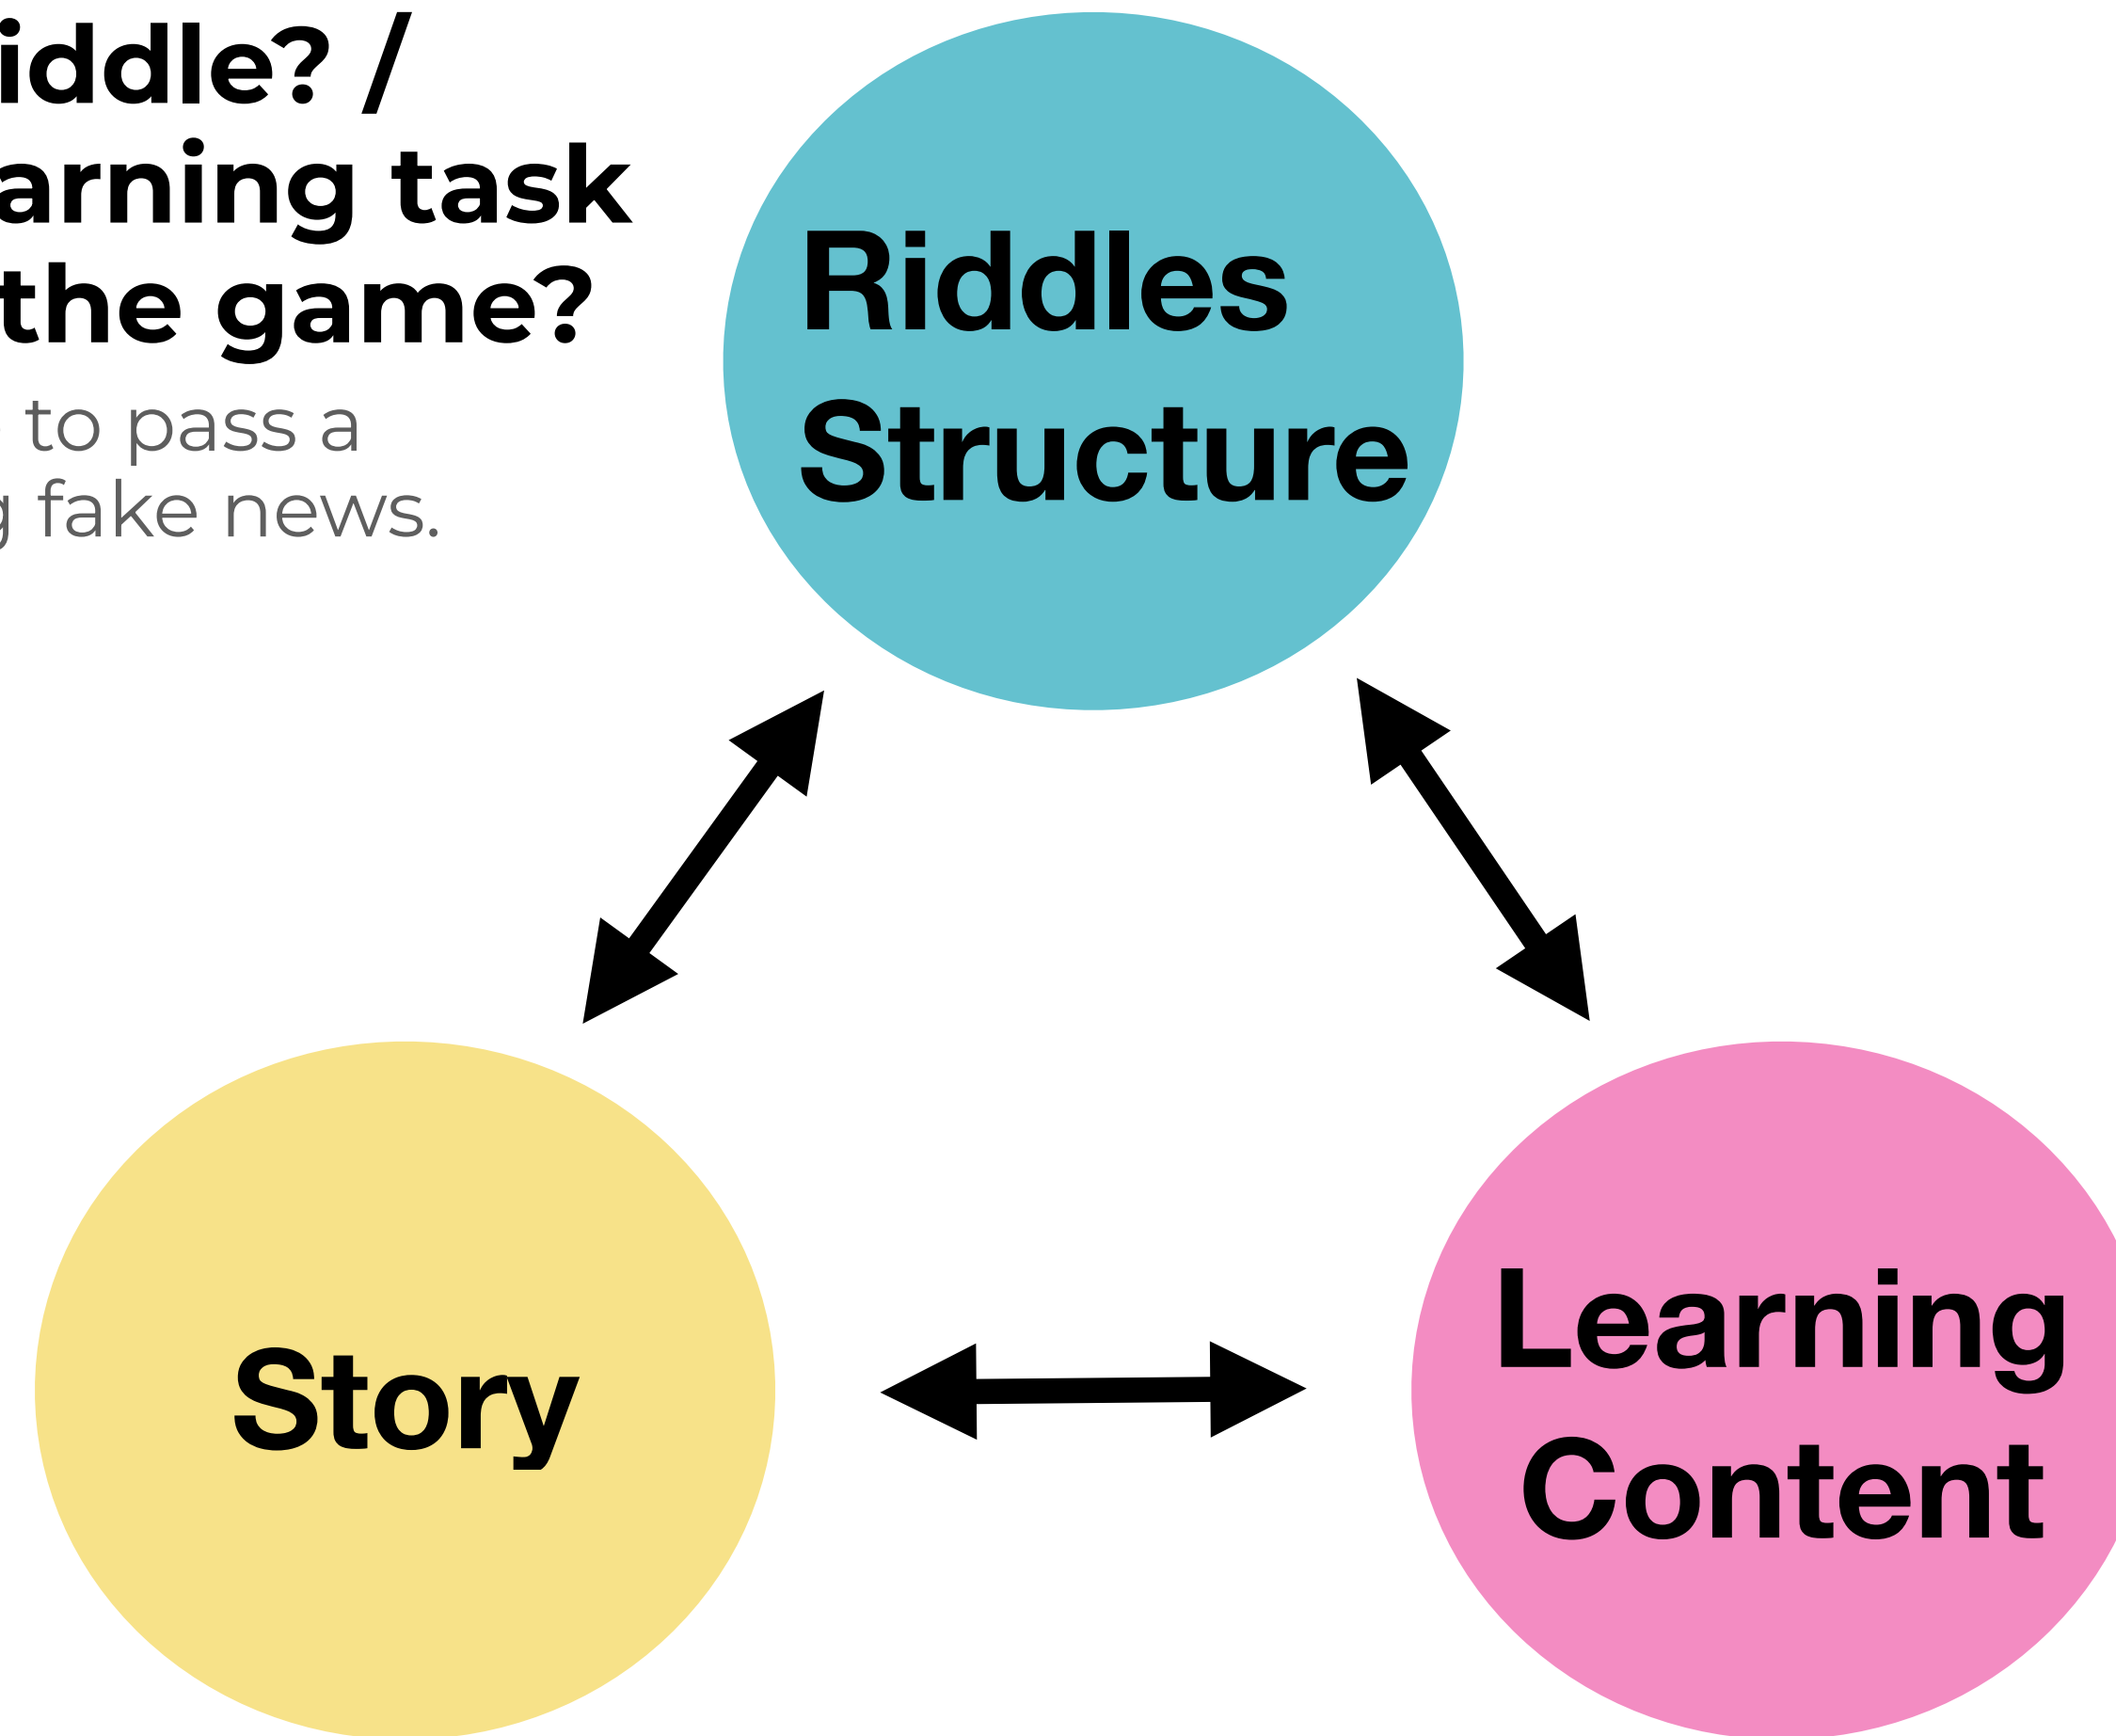 iddle? /
arning task
the game?
to pass a
g fake news.
Riddles
Structure
Story
Learning
Content